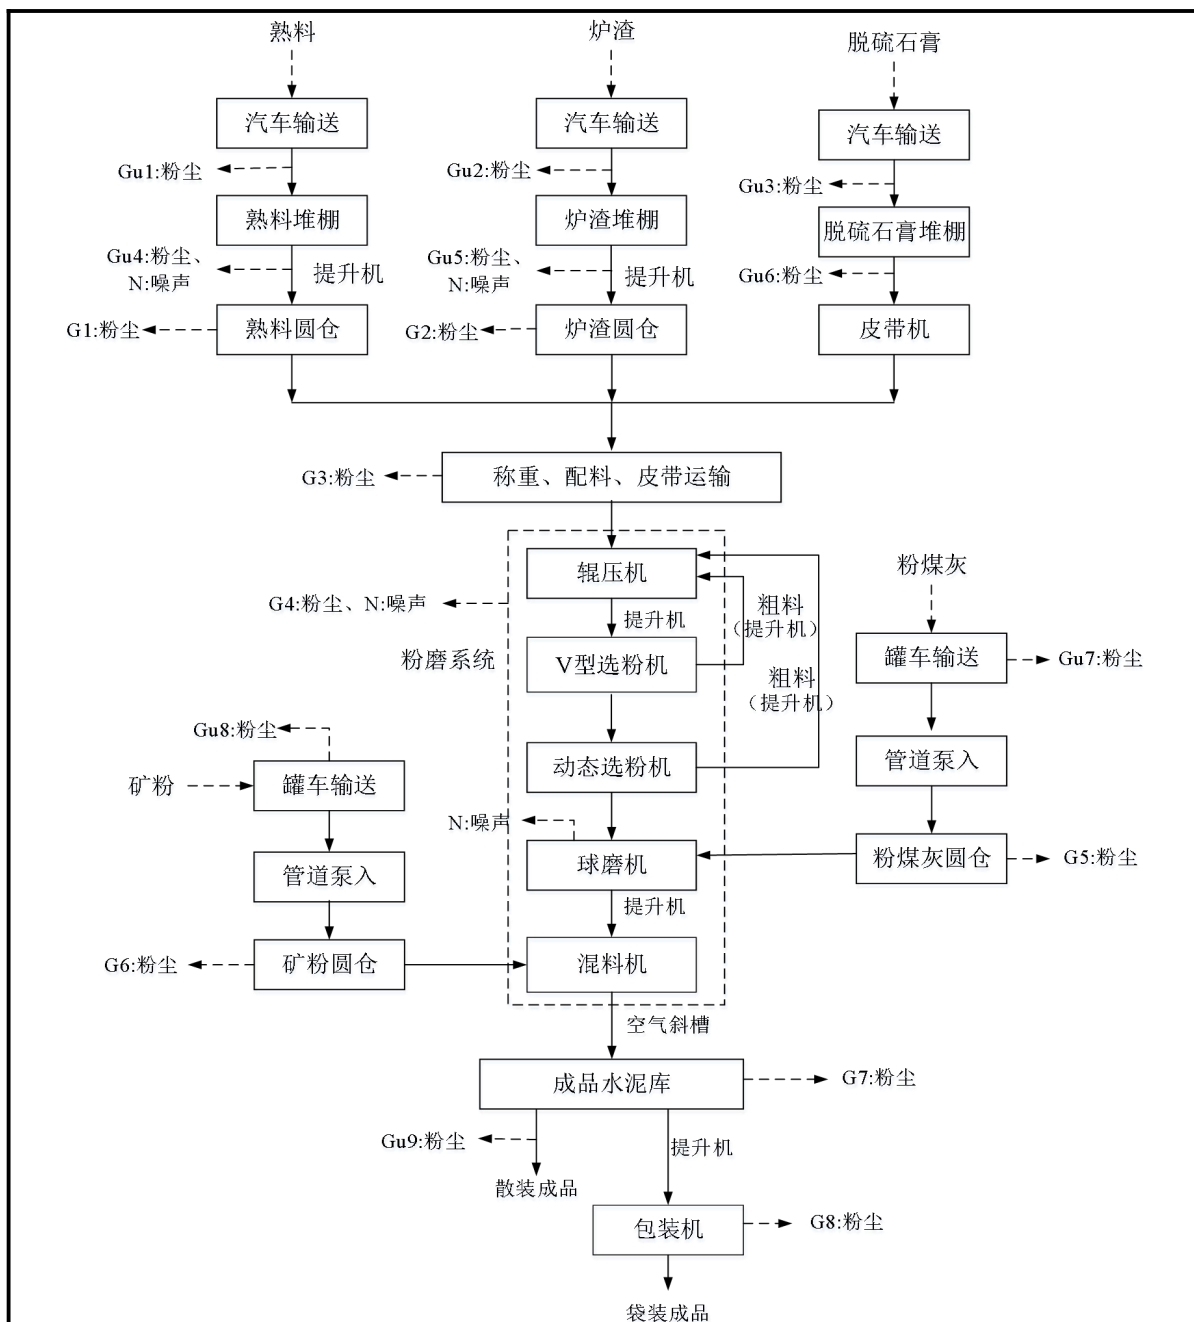 熟料
炉渣
脱硫石膏
汽车输送
汽车输送
汽车输送
Gu1:粉尘
Gu2:粉尘
Gu3:粉尘
熟料堆棚
炉渣堆棚
脱硫石膏堆棚
Gu4:粉尘、
N:噪声
提升机
Gu5:粉尘、
N:噪声
提升机
Gu6:粉尘
G1:粉尘
熟料圆仓
G2:粉尘
炉渣圆仓
皮带机
G3:粉尘
称重、配料、皮带运输
辊压机
粉煤灰
G4:粉尘、N:噪声
提升机
粗料
（提升机）
粉磨系统
V型选粉机
粗料
（提升机）
罐车输送
Gu7:粉尘
Gu8:粉尘
动态选粉机
管道泵入
矿粉
罐车输送
N:噪声
球磨机
粉煤灰圆仓
G5:粉尘
管道泵入
提升机
G6:粉尘
矿粉圆仓
混料机
空气斜槽
成品水泥库
G7:粉尘
Gu9:粉尘
提升机
散装成品
包装机
G8:粉尘
袋装成品